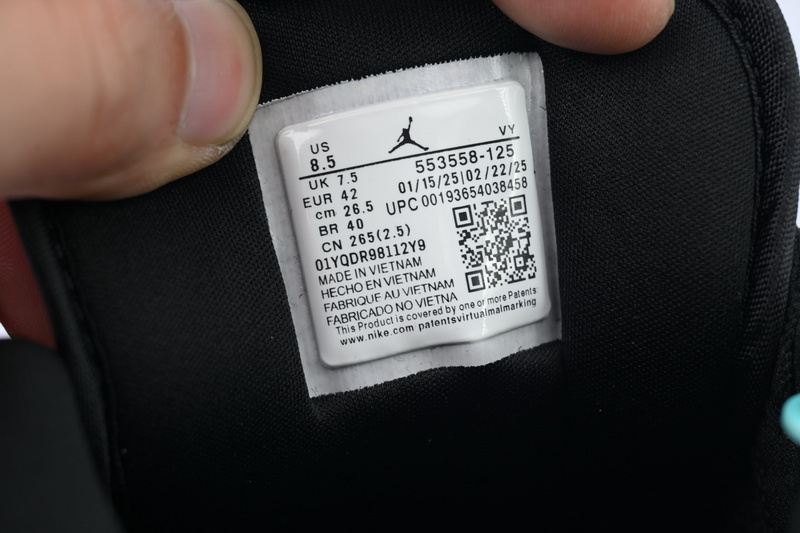 US VY
8.5
UK 7.5 553558-125
EUR 42 01/15/25|02/22/25
cm 26.5 UPC 00193654038458
BR 40
CN 265(2.5)
01YQDR98112Y9
MADE IN VIETNAM
HECHO EN VIETNAM
FABRIQUE AU VIETNAM
FABRICADO NO VIETNA
This Product is covered by one or more Patents:
www.nike.com patentsvirtualmalmarking